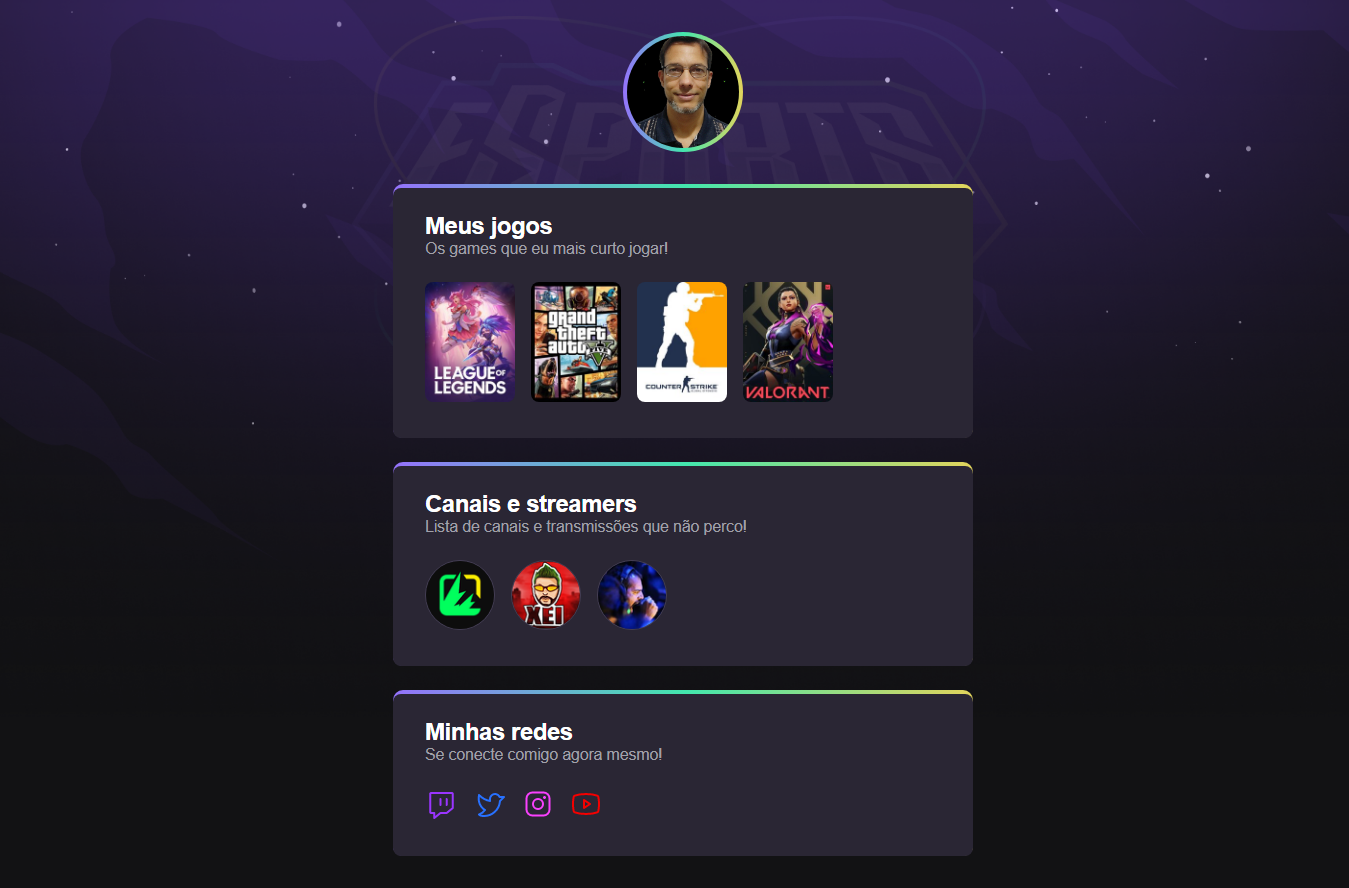 ESPORTS
Meus jogos
Os games que eu mais curto jogar!
LEAGUE OF
LEGENDS
grand
theft
auto
V
COUNTER STRIKE
VALORANT
Canais e streamers
Lista de canais e transmissões que não perco!
XEI
Minhas redes
Se conecte comigo agora mesmo!